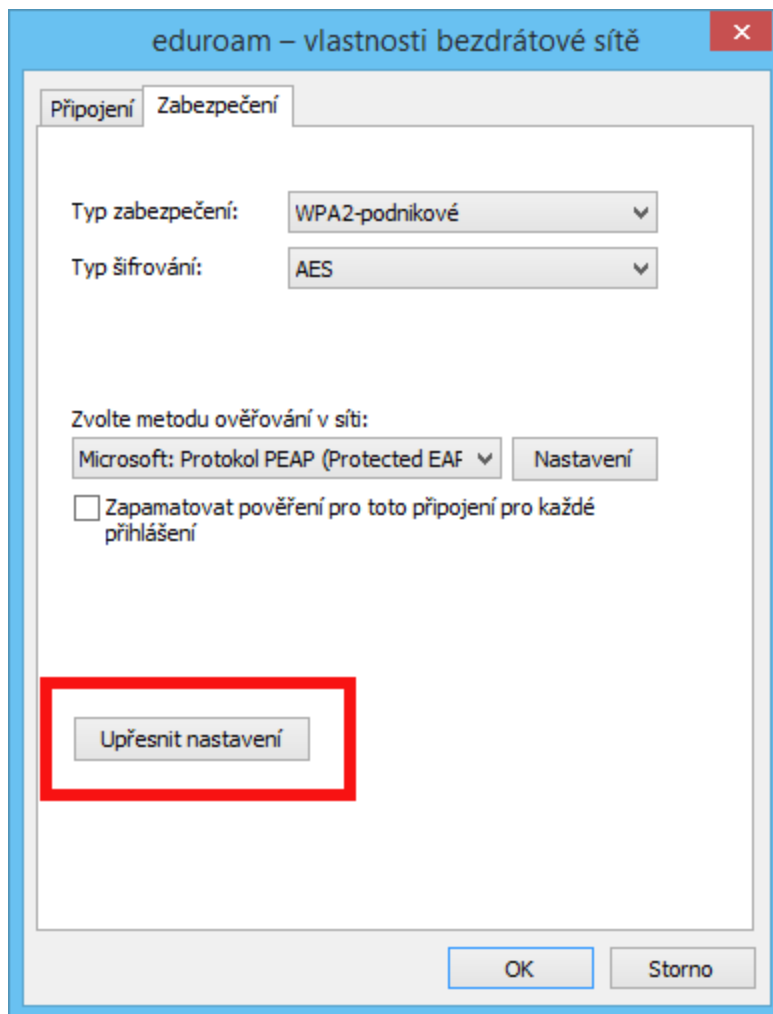 eduroam – vlastnosti bezdrátové sítě
Připojení
Zabezpečení
Typ zabezpečení:
WPA2-podnikové
Typ šifrování:
AES
Zvolte metodu ověřování v síti:
Microsoft: Protokol PEAP (Protected EAP
Nastavení
Zapamatovat pověření pro toto připojení pro každé
přihlášení
Upřesnit nastavení
OK
Storno